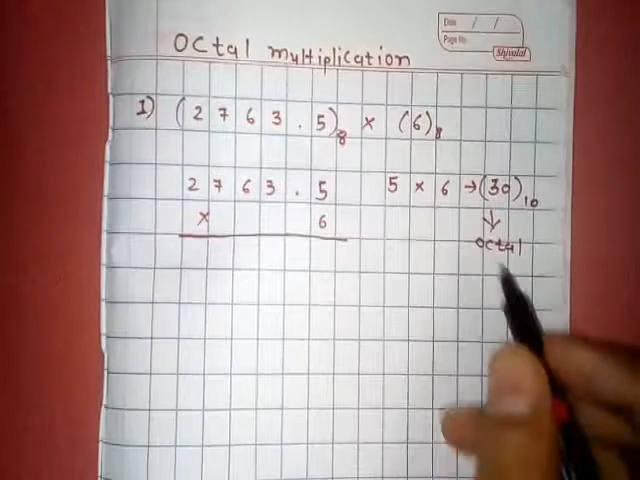 Date / /
Page No.
Shivalal
Octal multiplication
1) (2 7 6 3 . 5)₈ × (6)₈
2 7 6 3 . 5   5 × 6 → (30)₁₀
× 6   ↓
octal